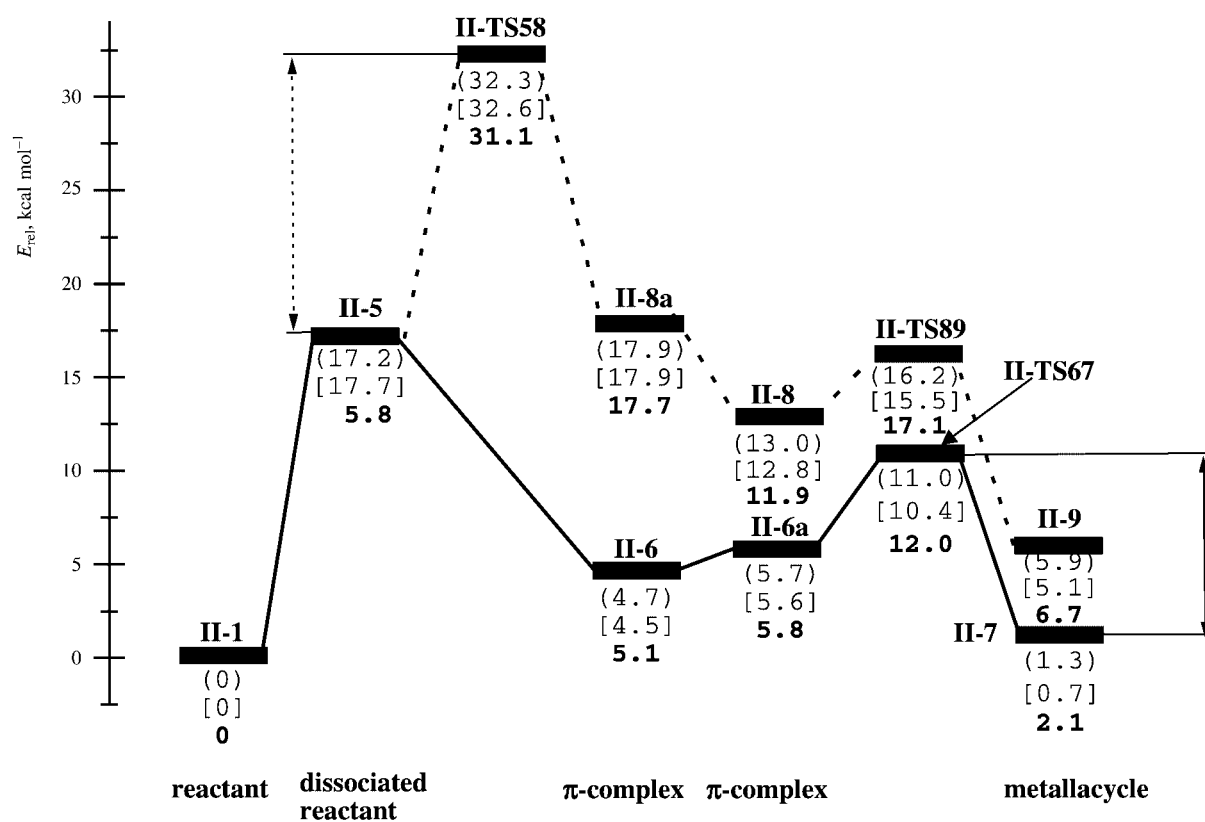 II-TS58
(32.3)
[32.6]
31.1
30
25
20
15
10
5
0
E_rel, kcal mol⁻¹
II-5
(17.2)
[17.7]
5.8
II-8a
(17.9)
[17.9]
17.7
II-TS89
(16.2)
[15.5]
17.1
II-TS67
II-8
(13.0)
[12.8]
11.9
(11.0)
[10.4]
12.0
II-6
(4.7)
[4.5]
5.1
II-6a
(5.7)
[5.6]
5.8
II-9
(5.9)
[5.1]
6.7
II-7
(1.3)
[0.7]
2.1
II-1
(0)
[0]
0
reactant
dissociated
reactant
π-complex
π-complex
metallacycle